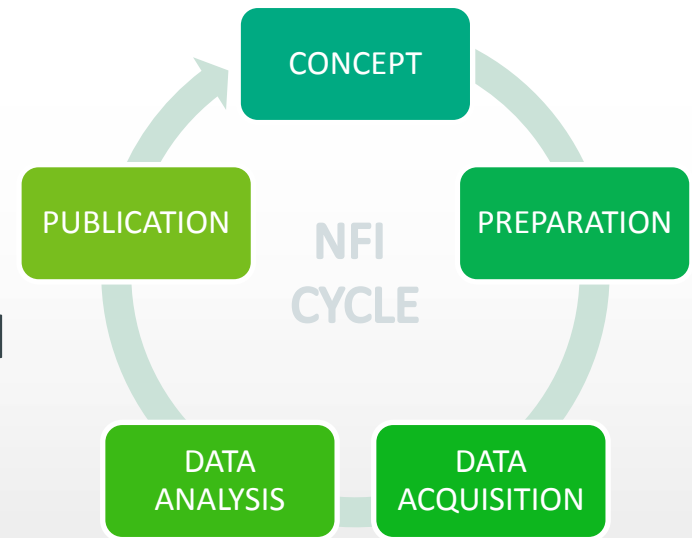 CONCEPT
PREPARATION
DATA
ACQUISITION
DATA
ANALYSIS
PUBLICATION
NFI
CYCLE